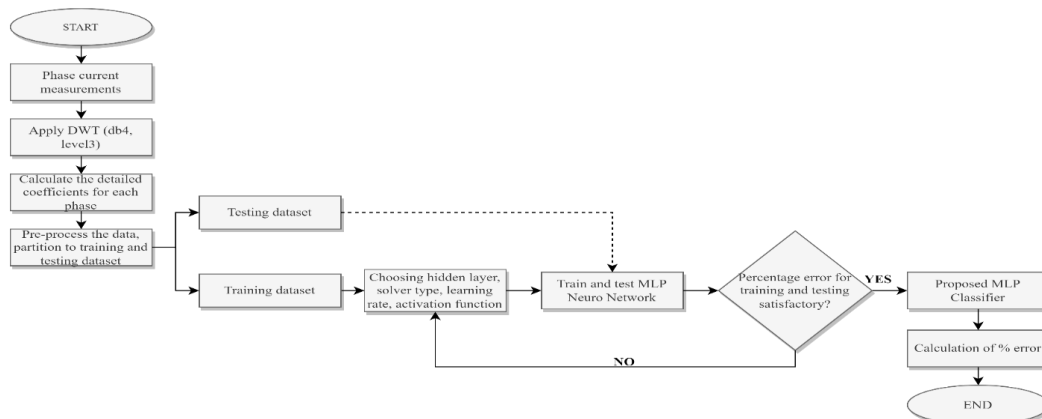 START
Phase current
measurements
Apply DWT (db4,
level3)
Calculate the detailed
coefficients for each
phase
Pre-process the data,
partition to training and
testing dataset
Testing dataset
Training dataset
Choosing hidden layer,
solver type, learning
rate, activation function
Train and test MLP
Neuro Network
Percentage error for
training and testing
satisfactory?
YES
NO
Proposed MLP
Classifier
Calculation of % error
END